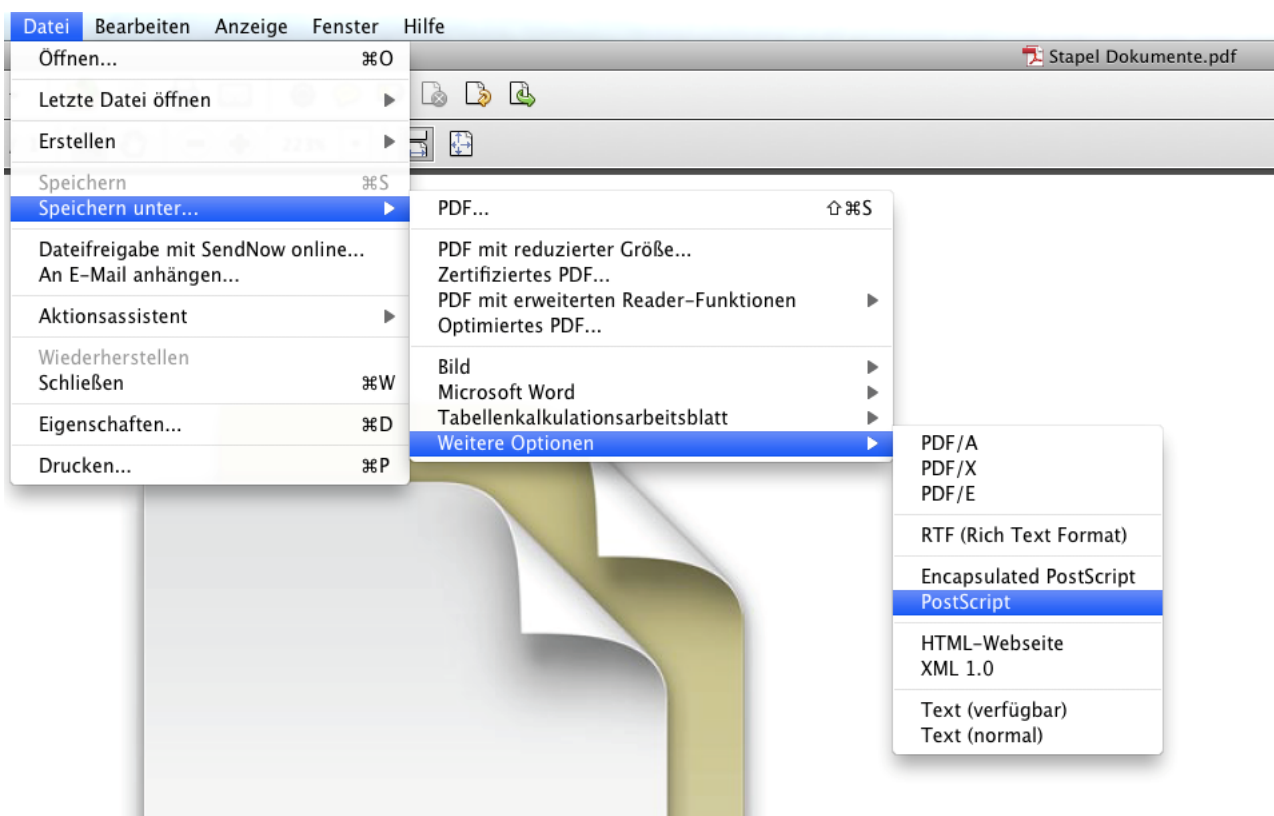 Datei Bearbeiten Anzeige Fenster Hilfe
Stapel Dokumente.pdf
Öffnen... ⌘O
Letzte Datei öffnen ▶
Erstellen ▶
Speichern ⌘S
Speichern unter... ▶
Dateifreigabe mit SendNow online...
An E-Mail anhängen...
Aktionsassistent ▶
Wiederherstellen
Schließen ⌘W
Eigenschaften... ⌘D
Drucken... ⌘P
PDF... ⇧⌘S
PDF mit reduzierter Größe...
Zertifiziertes PDF...
PDF mit erweiterten Reader-Funktionen ▶
Optimiertes PDF...
Bild ▶
Microsoft Word ▶
Tabellenkalkulationsarbeitsblatt ▶
Weitere Optionen ▶
PDF/A
PDF/X
PDF/E
RTF (Rich Text Format)
Encapsulated PostScript
PostScript
HTML-Webseite
XML 1.0
Text (verfügbar)
Text (normal)